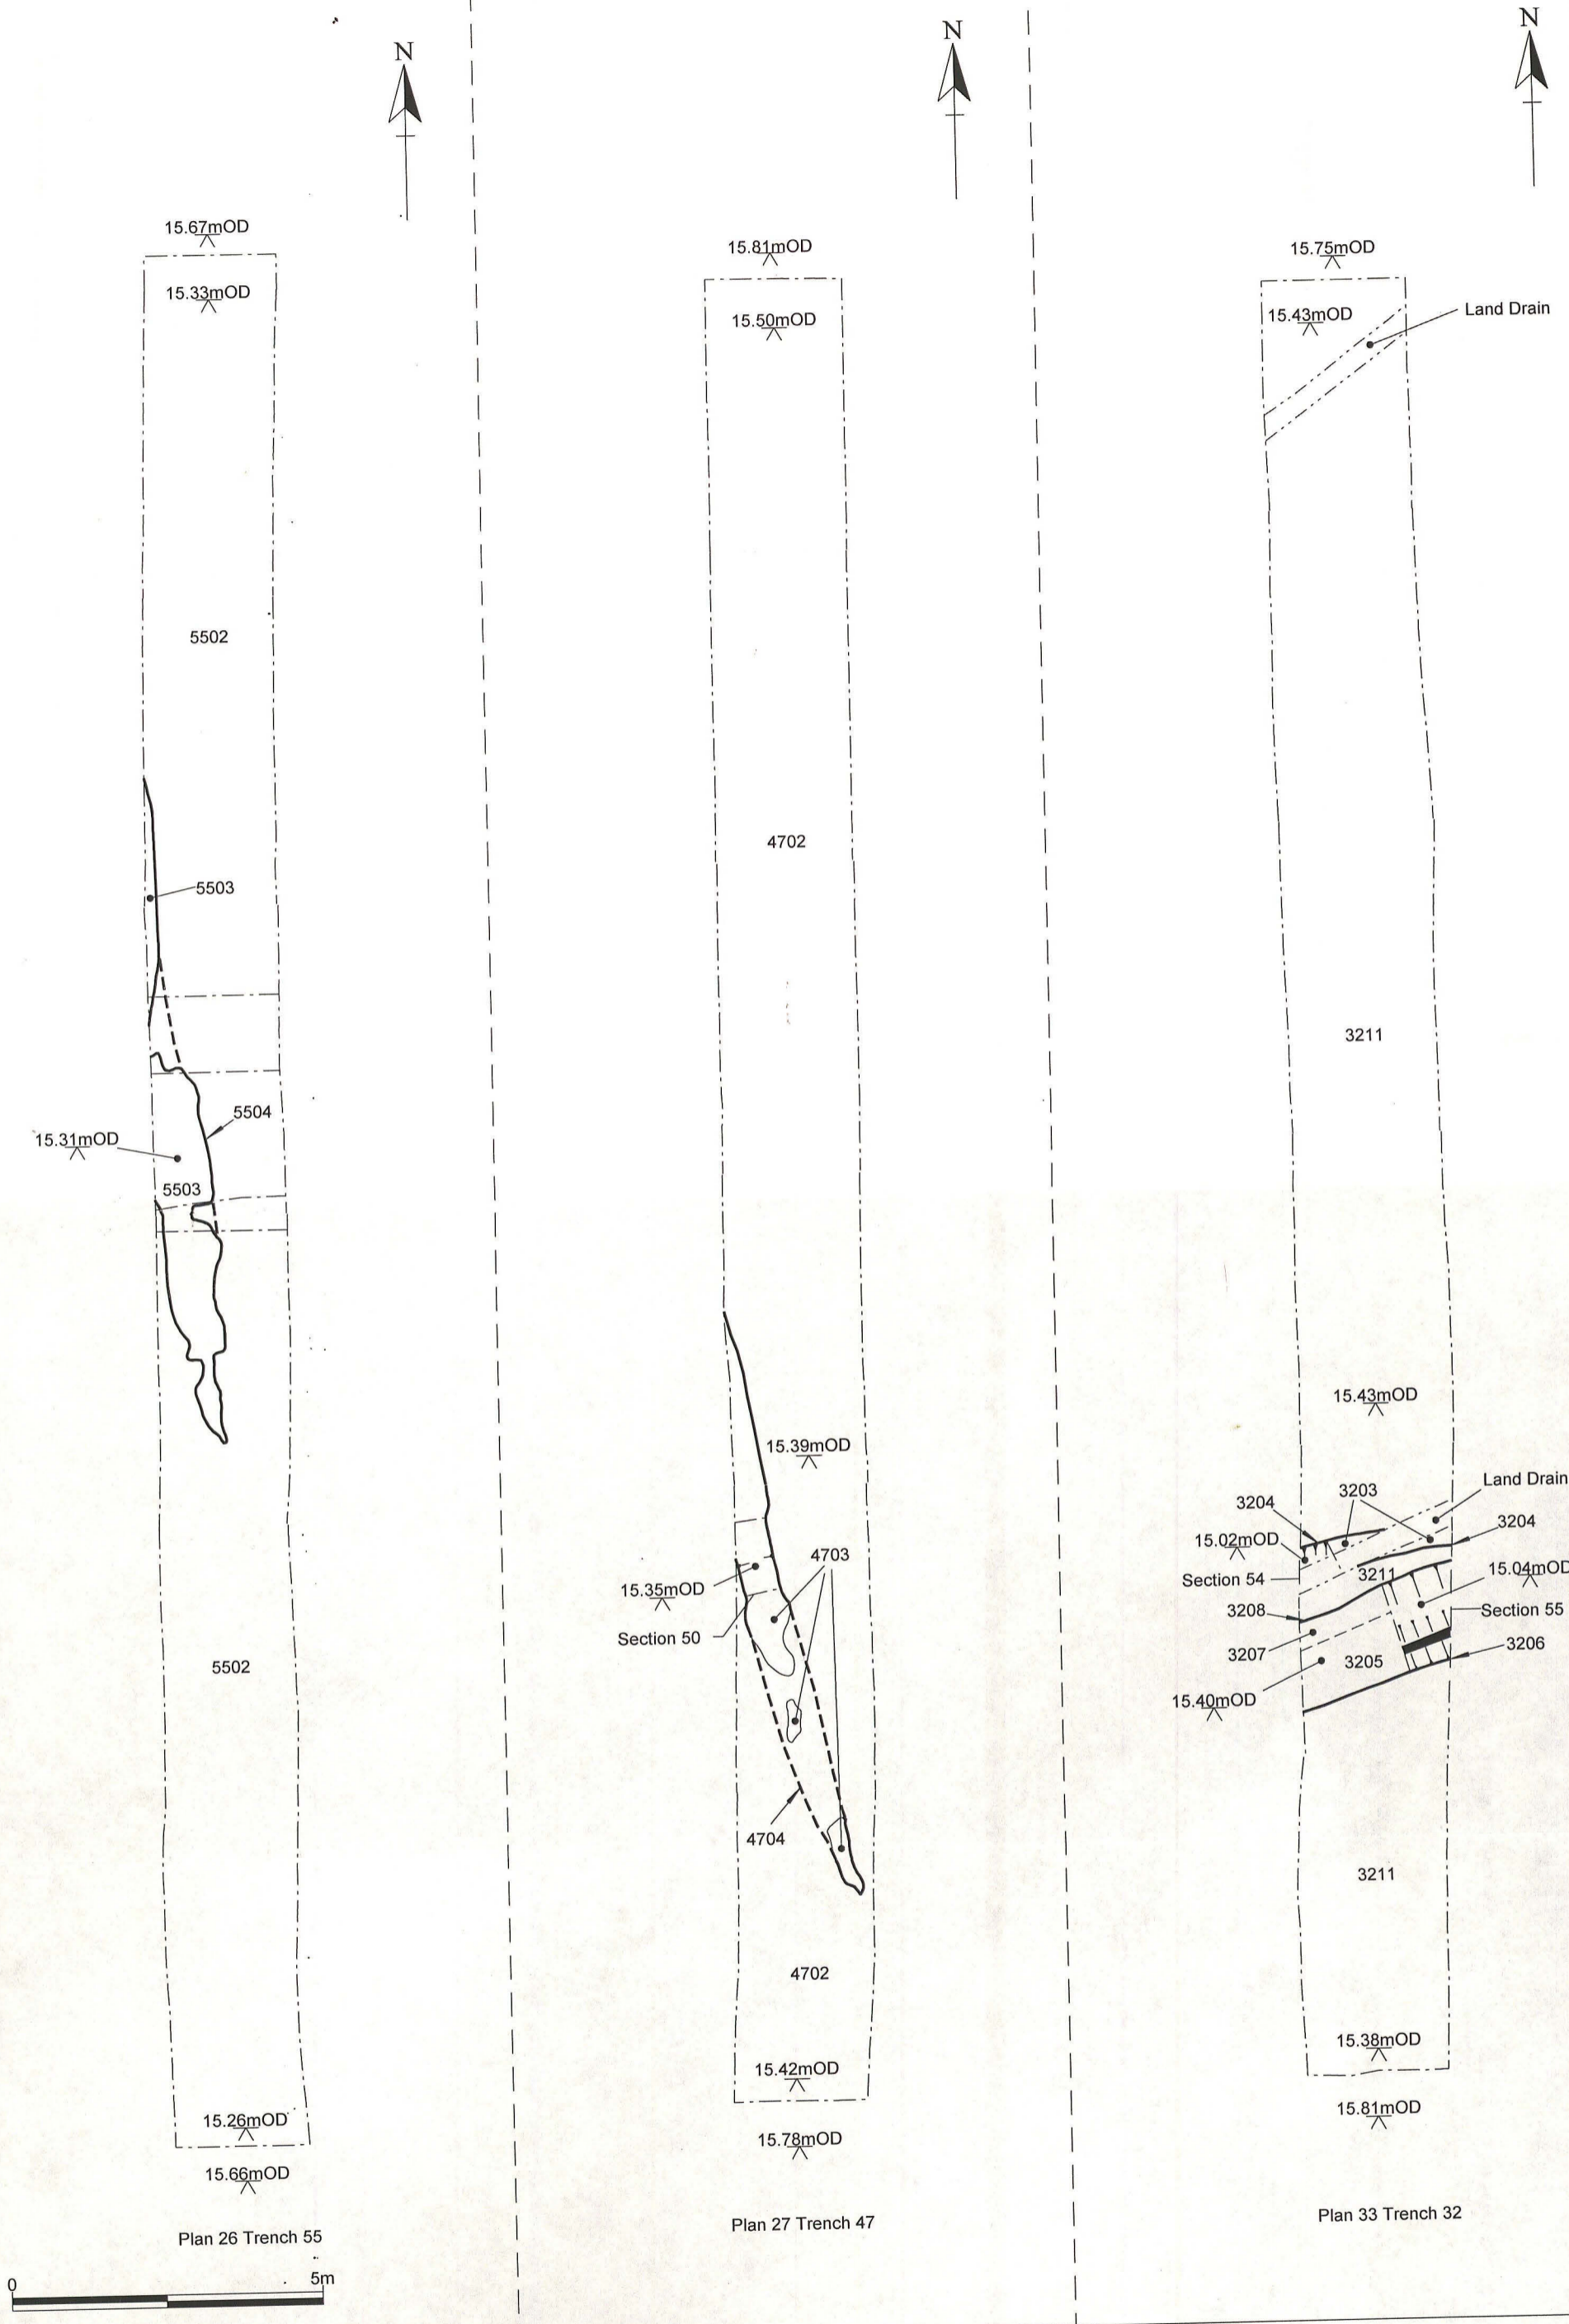 N
15.67mOD
15.33mOD
5502
5503
5504
15.31mOD
5503
5502
15.26mOD
15.66mOD
Plan 26 Trench 55
0 5m
N
15.81mOD
15.50mOD
4702
15.39mOD
4703
15.35mOD
Section 50
4704
4702
15.42mOD
15.78mOD
Plan 27 Trench 47
N
15.75mOD
15.43mOD
Land Drain
3211
15.43mOD
Land Drain
3203
3204
3204
15.02mOD
3211
15.04mOD
Section 54
3208
Section 55
3207
3205
3206
15.40mOD
3211
15.38mOD
15.81mOD
Plan 33 Trench 32